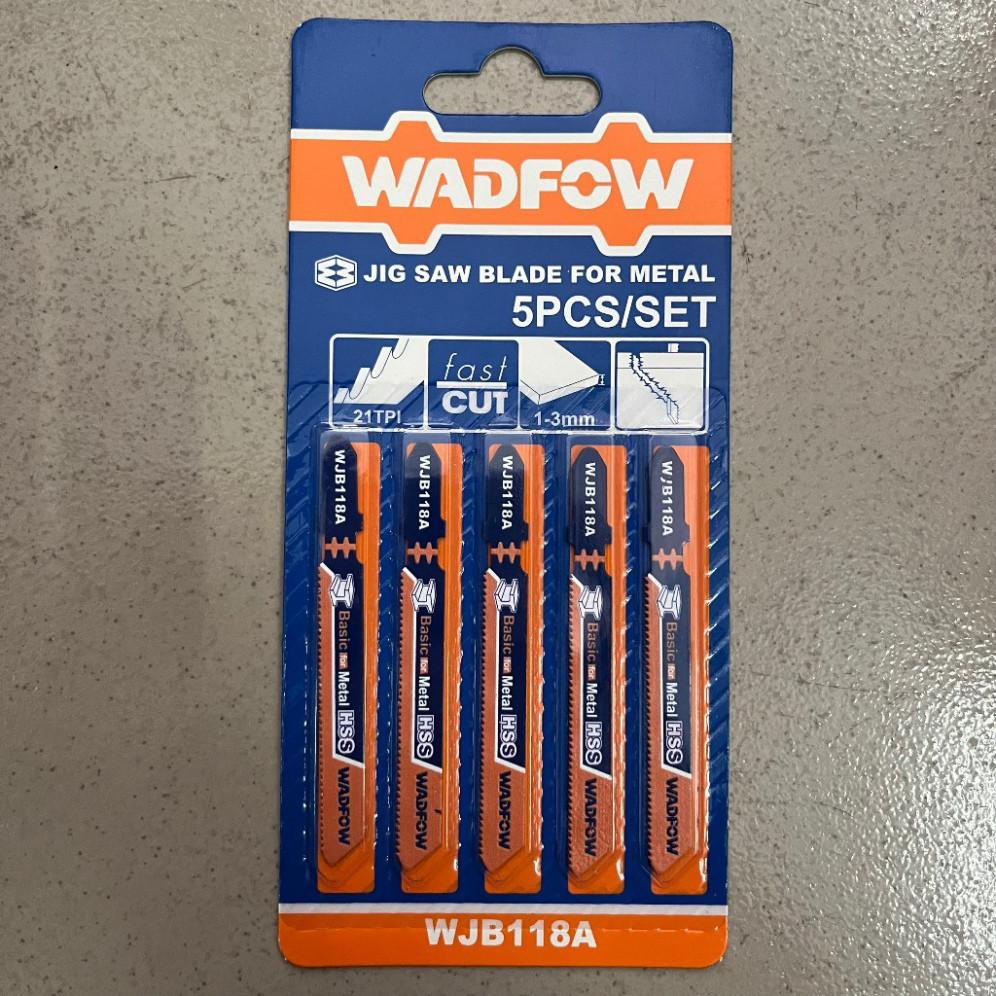 WADFOW
JIG SAW BLADE FOR METAL
5PCS/SET
21TPI
fast
CUT
1-3mm
WJB118A
WJB118A
WJB118A
WJB118A
WJB118A
Basic for Metal HSS
Basic for Metal HSS
Basic for Metal HSS
Basic for Metal HSS
Basic for Metal HSS
WADFOW
WADFOW
WADFOW
WADFOW
WADFOW
WJB118A